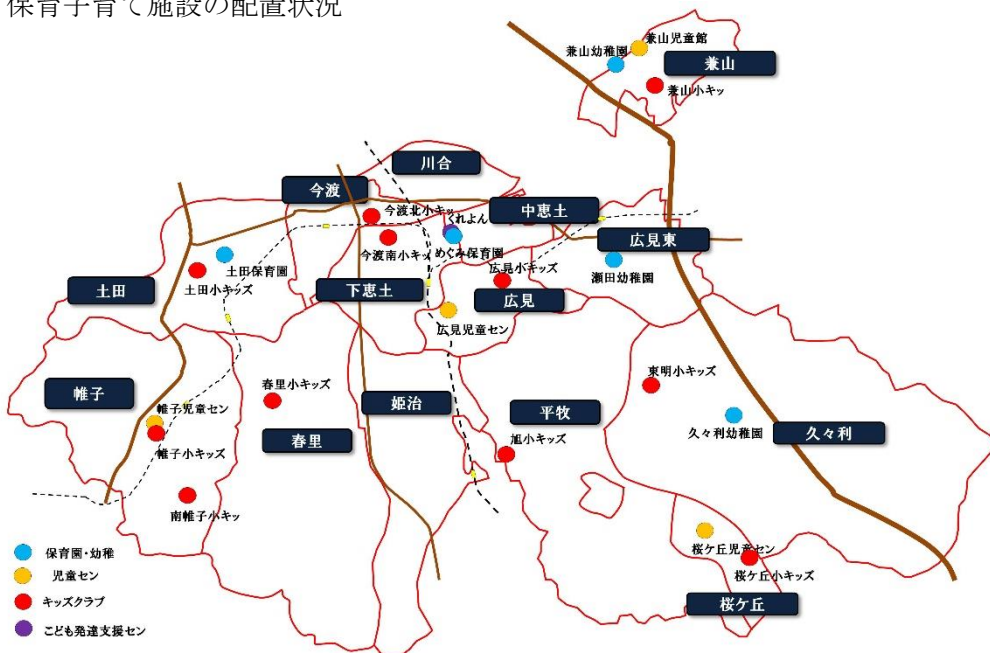 保育子育て施設の配置状況
兼山児童館
兼山幼稚園
兼山
兼山小キッ
川合
今渡
今渡北小キッ
中恵土
くれよん
広見東
今渡南小キッ
めぐみ保育園
土田保育園
瀬田幼稚園
広見小キッズ
土田小キッズ
土田
下恵土
広見
広見児童セン
東明小キッズ
春里小キッズ
帷子
姫治
平牧
帷子児童セン
久々利幼稚園
久々利
春里
旭小キッズ
帷子小キッズ
南帷子小キッ
桜ケ丘児童セン
桜ケ丘小キッズ
桜ケ丘
保育園・幼稚
児童セン
キッズクラブ
こども発達支援セン